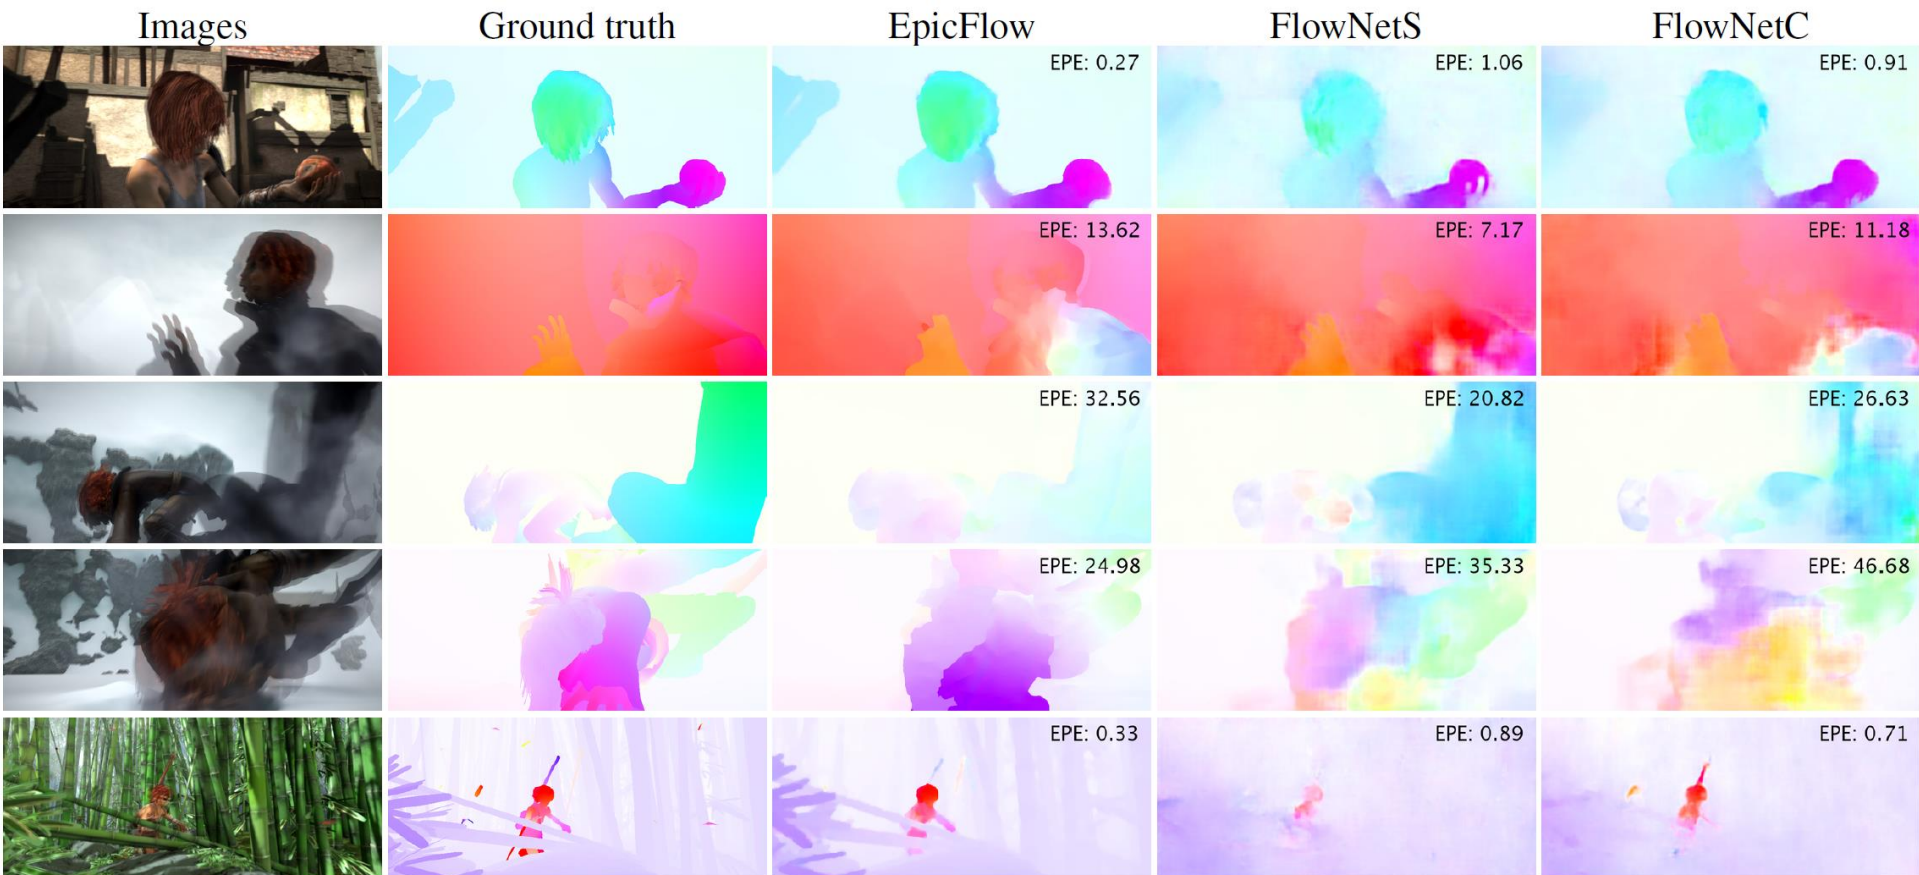 Images Ground truth EpicFlow FlowNetS FlowNetC
EPE: 0.27 EPE: 1.06 EPE: 0.91
EPE: 13.62 EPE: 7.17 EPE: 11.18
EPE: 32.56 EPE: 20.82 EPE: 26.63
EPE: 24.98 EPE: 35.33 EPE: 46.68
EPE: 0.33 EPE: 0.89 EPE: 0.71